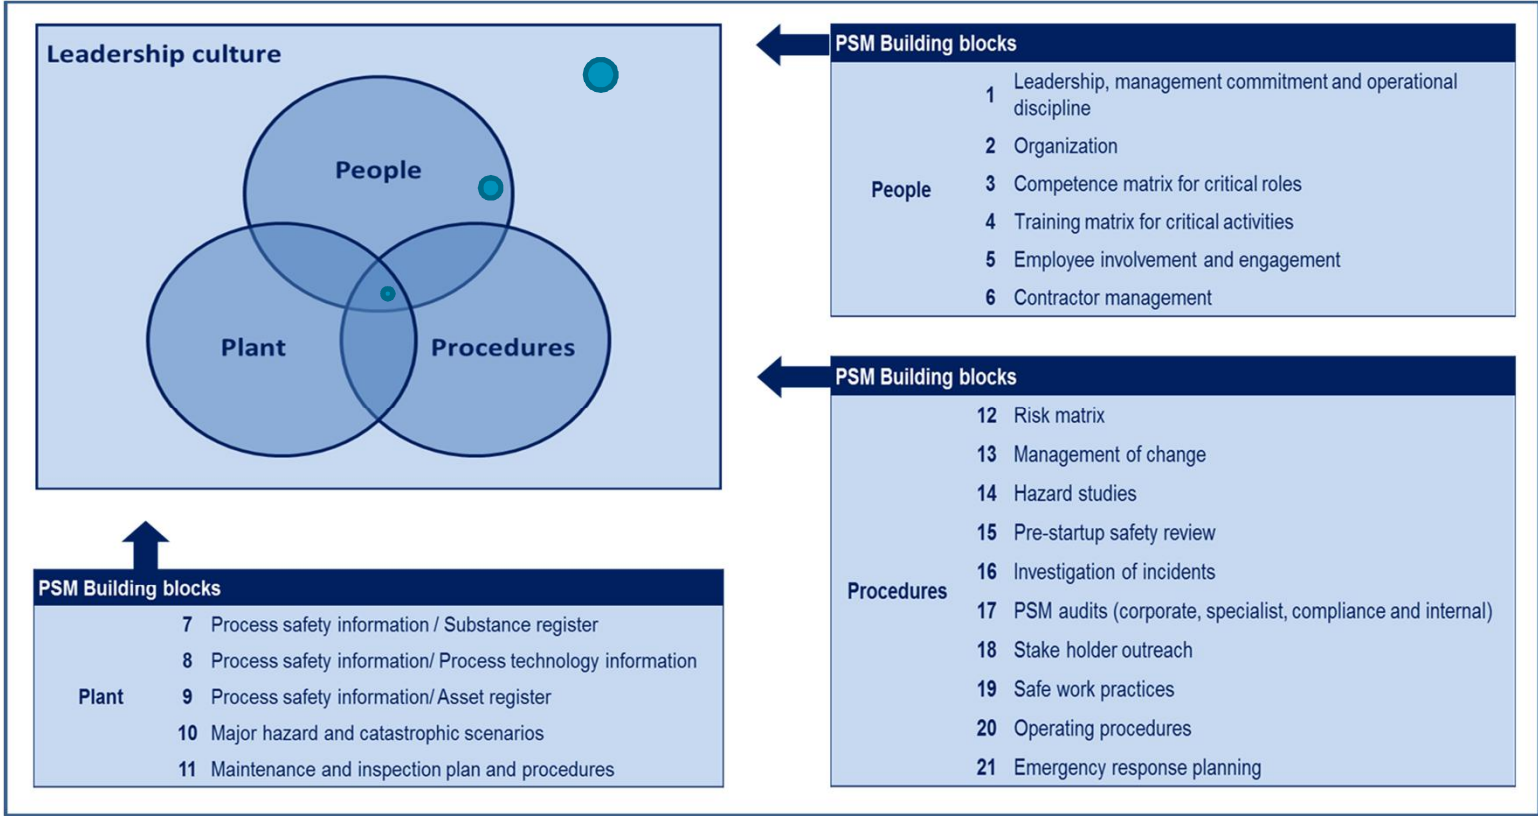 Leadership culture
People
Plant
Procedures
PSM Building blocks
People
1 Leadership, management commitment and operational
discipline
2 Organization
3 Competence matrix for critical roles
4 Training matrix for critical activities
5 Employee involvement and engagement
6 Contractor management
PSM Building blocks
Procedures
12 Risk matrix
13 Management of change
14 Hazard studies
15 Pre-startup safety review
16 Investigation of incidents
17 PSM audits (corporate, specialist, compliance and internal)
18 Stake holder outreach
19 Safe work practices
20 Operating procedures
21 Emergency response planning
PSM Building blocks
Plant
7 Process safety information / Substance register
8 Process safety information/ Process technology information
9 Process safety information/ Asset register
10 Major hazard and catastrophic scenarios
11 Maintenance and inspection plan and procedures